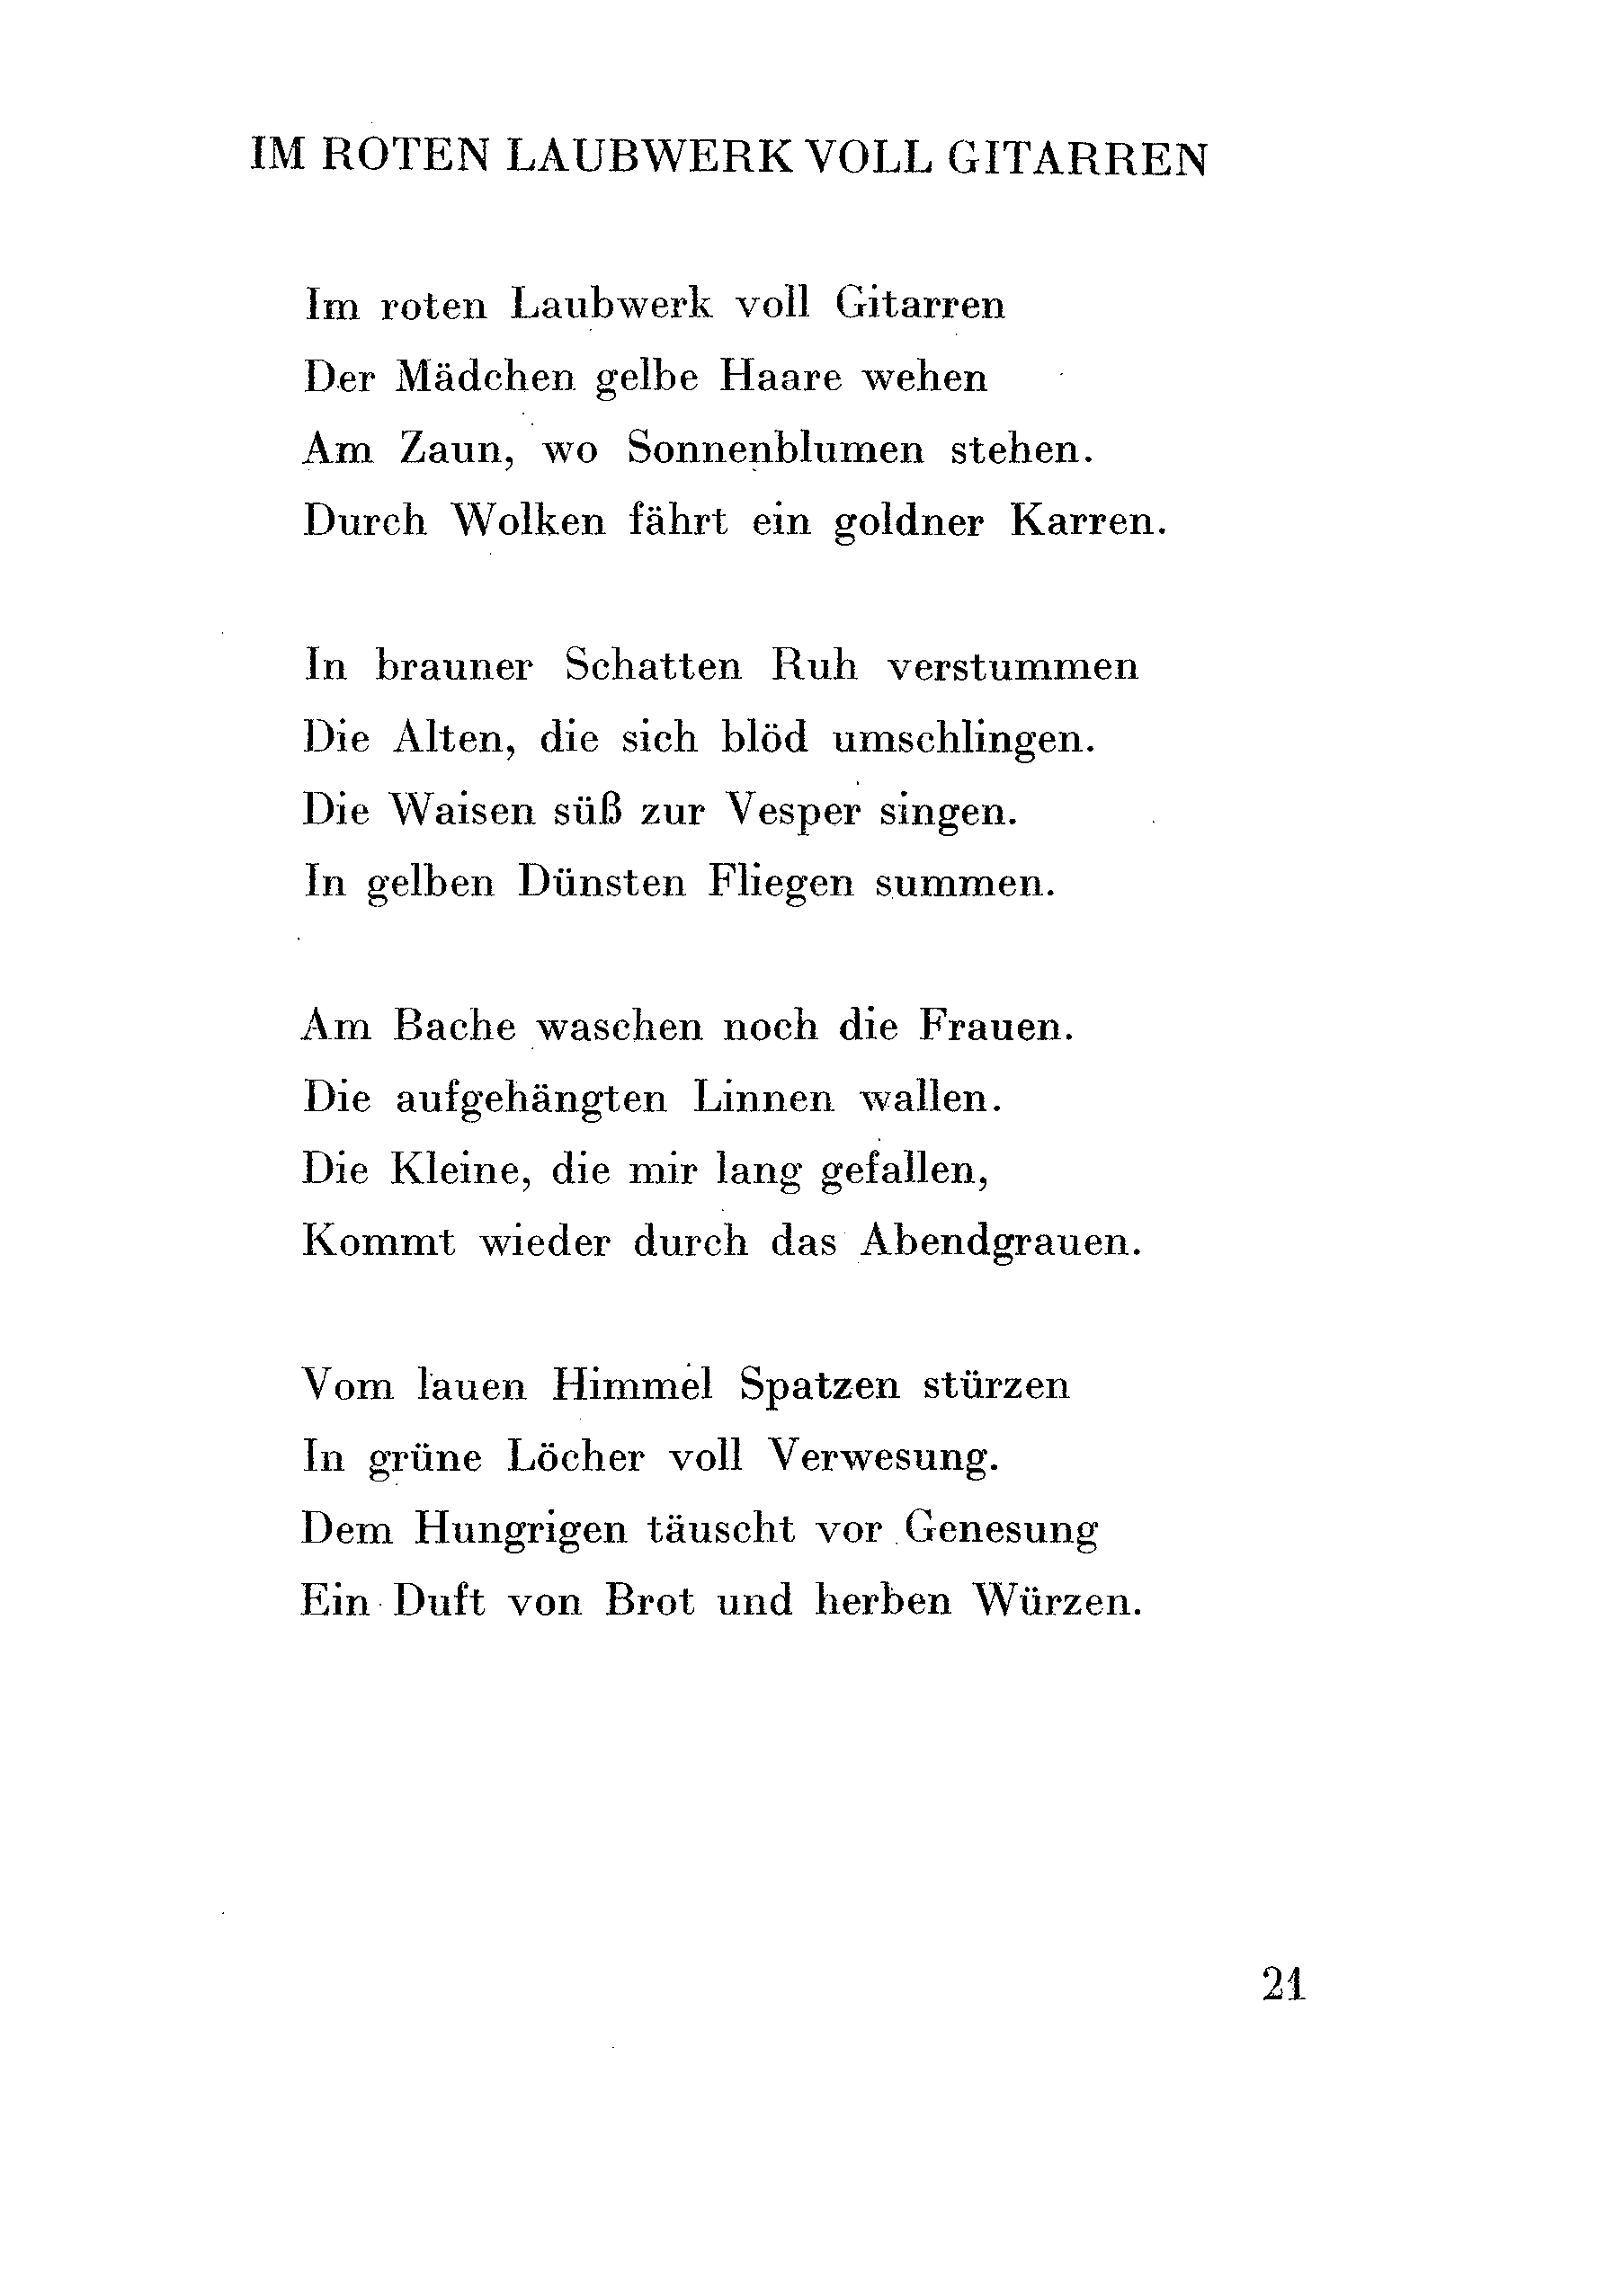 IM ROTEN LAUBWERK VOLL GITARREN
Im roten Laubwerk voll Gitarren
Der Mädchen gelbe Haare wehen
Am Zaun, wo Sonnenblumen stehen.
Durch Wolken fährt ein goldner Karren.
In brauner Schatten Ruh verstummen
Die Alten, die sich blöd umschlingen.
Die Waisen süß zur Vesper singen.
In gelben Dünsten Fliegen summen.
Am Bache waschen noch die Frauen.
Die aufgehängten Linnen wallen.
Die Kleine, die mir lang gefallen,
Kommt wieder durch das Abendgrauen.
Vom lauen Himmel Spatzen stürzen
In grüne Löcher voll Verwesung.
Dem Hungrigen täuscht vor Genesung
Ein Duft von Brot und herben Würzen.
21